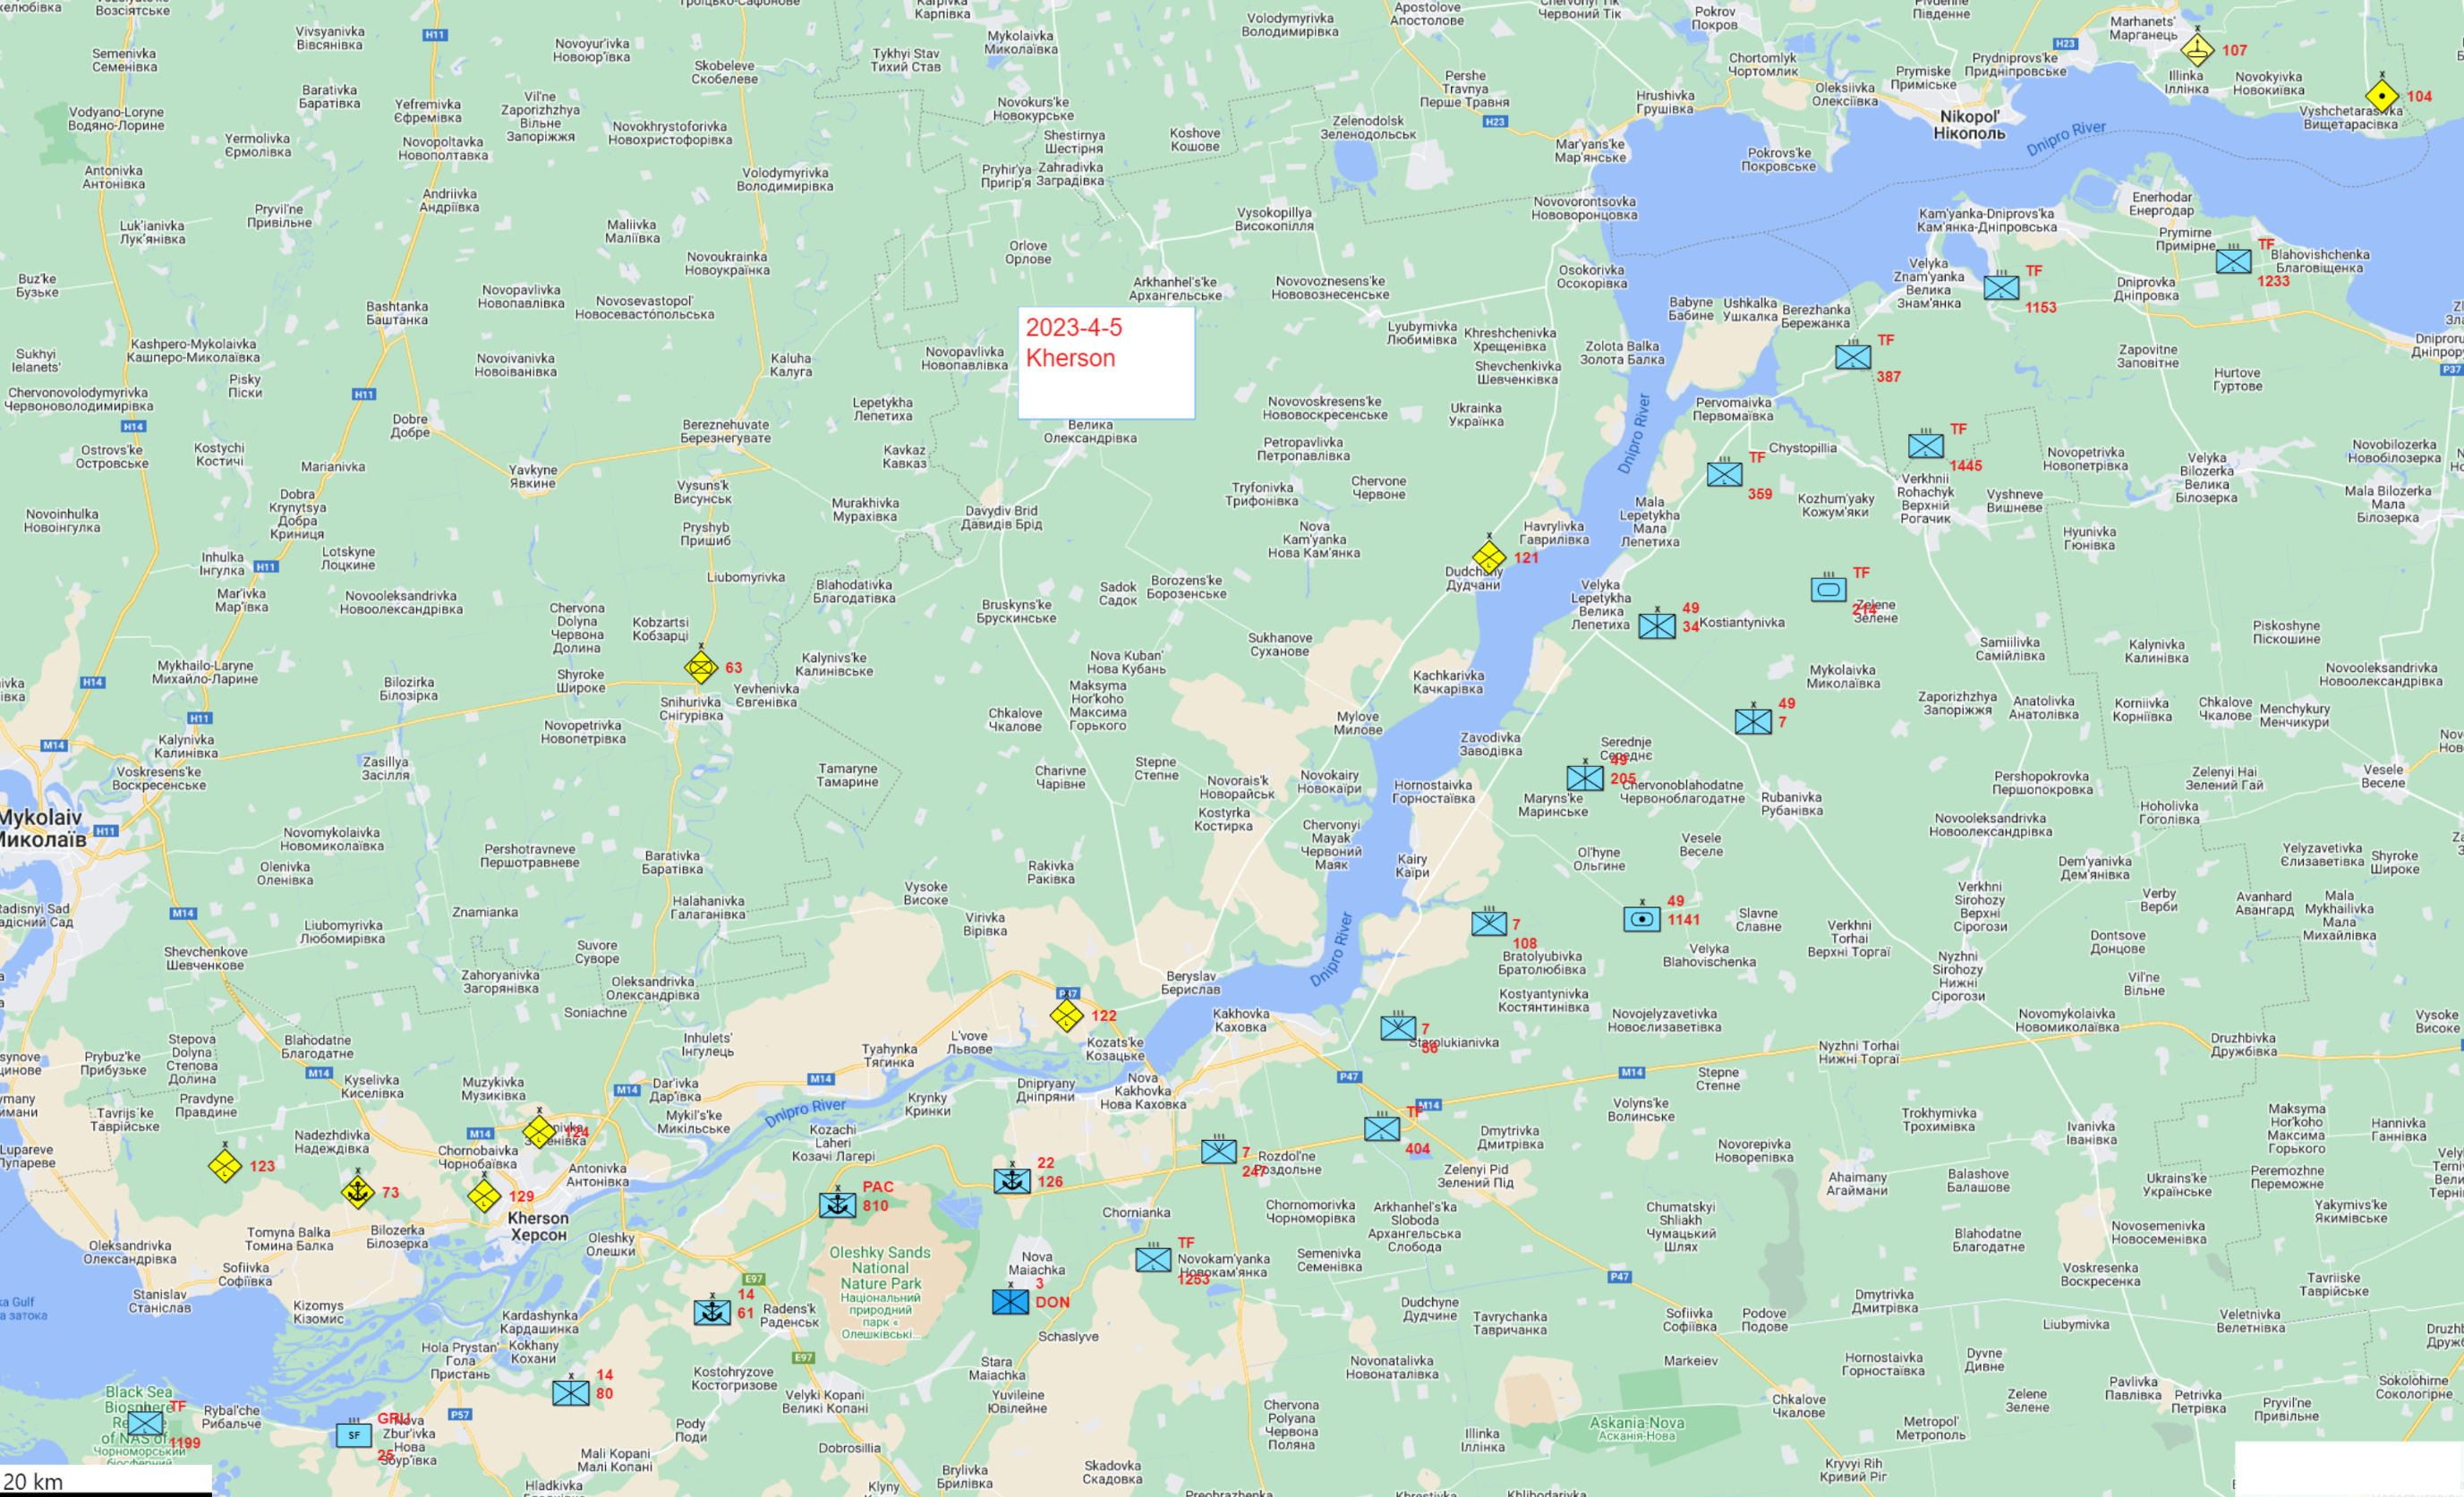 Возсіятське
Karpivka
Карпівка
Apostolove
Апостолове
Червоний Тік
Південне
Vivsyanivka
Вівсянівка
H11
Novoyur'ivka
Новоюр'ївка
Mykolaivka
Миколаївка
Volodymyrivka
Володимирівка
Pokrov
Покров
Marhanets'
Марганець
H23
107
Semenivka
Семенівка
Skobeleve
Скобелеве
Tykhyi Stav
Тихий Став
Pershe
Travnya
Перше Травня
Chortomlyk
Чортомлик
Prydniprovs'ke
Придніпровське
Prymiske
Приміське
Illinka
Іллінка
Novokyivka
Новокиївка
104
Barativka
Баратівка
Yefremivka
Єфремівка
Vil'ne
Zaporizhzhya
Вільне
Запоріжжя
Novokurs'ke
Новокурське
Hrushivka
Грушівка
Oleksiivka
Олексіївка
Vyshchetarasivka
Вищетарасівка
Vodyano-Loryne
Водяно-Лорине
Yermolivka
Єрмолівка
Novopoltavka
Новополтавка
Novokhrystoforivka
Новохристофорівка
Shestirnya
Шестірня
Koshove
Кошове
Zelenodolsk
Зеленодольськ
H23
Nikopol'
Нікополь
Dnipro River
Mar'yans'ke
Мар'янське
Pokrovs'ke
Покровське
Antonivka
Антонівка
Andriivka
Андріївка
Volodymyrivka
Володимирівка
Pryhir'ya
Пригір'я
Zahradivka
Заградівка
Pryvil'ne
Привільне
Luk'ianivka
Лук'янівка
Maliivka
Маліївка
Vysokopillya
Високопілля
Novovorontsovka
Нововоронцовка
Kam'yanka-Dniprovs'ka
Кам'янка-Дніпровська
Enerhodar
Енергодар
Prymirne
Примірне
TF
1233
Blahovishchenka
Благовіщенка
Novoukrainka
Новоукраїнка
Orlove
Орлове
Buz'ke
Бузьке
Bashtanka
Баштанка
Novopavlivka
Новопавлівка
Novosevastopol'
Новосевастопольська
Arkhanhel's'ke
Архангельське
Novovoznesens'ke
Нововознесенське
Osokorivka
Осокорівка
Velyka
Znam'yanka
Велика
Знам'янка
TF
1153
Dniprovka
Дніпровка
2023-4-5
Kherson
Babyne
Бабине
Ushkalka
Ушкалка
Berezhanka
Бережанка
Sukhyi
Ielanets'
Kashpero-Mykolaivka
Кашперо-Миколаївка
Novoivanivka
Новоіванівка
Kaluha
Калуга
Novopavlivka
Новопавлівка
Lyubymivka
Любимівка
Khreshchenivka
Хрещенівка
Zolota Balka
Золота Балка
TF
387
Zapovitne
Заповітне
P37
Pisky
Піски
Shevchenkivka
Шевченківка
Hurtove
Гуртове
Chervonovolodymyrivka
Червоноволодимирівка
H11
H14
Dobre
Добре
Lepetykha
Лепетиха
Novovoskresens'ke
Нововоскресенське
Ukrainka
Українка
Dnipro River
Pervomaivka
Первомаївка
Ostrovs'ke
Островське
Kostychi
Костичі
Bereznehuvate
Березнегувате
Велика
Олександрівка
Petropavlivka
Петропавлівка
Chystopillia
TF
1445
Novopetrivka
Новопетрівка
Novobilozerka
Новобілозерка
Marianivka
Yavkyne
Явкине
Kavkaz
Кавказ
TF
359
Velyka
Bilozerka
Велика
Білозерка
Dobra
Krynytsya
Добра
Криниця
Vysuns'k
Висунськ
Murakhivka
Мурахівка
Davydiv Brid
Давидів Брід
Tryfonivka
Трифонівка
Chervone
Червоне
Kozhum'yaky
Кожум'яки
Verkhnii
Rohachyk
Верхній
Рогачик
Vyshneve
Вишневе
Mala Bilozerka
Мала
Білозерка
Novoinhulka
Новоінгулка
Pryshyb
Пришиб
Nova
Kam'yanka
Нова Кам'янка
Havrylivka
Гаврилівка
Mala
Lepetykha
Мала
Лепетиха
Hyunivka
Гюнівка
Inhulka
Інгулка
H11
Lotskyne
Лоцкине
Liubomyrivka
121
Dudchany
Дудчани
Mar'ivka
Мар'ївка
Novooleksandrivka
Новоолександрівка
Blahodativka
Благодатівка
Sadok
Садок
Borozens'ke
Борозенське
Velyka
Lepetykha
Велика
Лепетиха
TF
214
Zelene
Зелене
Chervona
Dolyna
Червона
Долина
Kobzartsi
Кобзарці
Bruskyns'ke
Брускинське
49
34
Kostiantynivka
Piskoshyne
Піскошине
Sukhanove
Суханове
Samiilivka
Самійлівка
Kalynivka
Калинівка
Mykhailo-Laryne
Михайло-Ларине
Shyroke
Широке
63
Kalynivs'ke
Калинівське
Nova Kuban'
Нова Кубань
Kachkarivka
Качкарівка
Mykolaivka
Миколаївка
Novooleksandrivka
Новоолександрівка
H14
Bilozirka
Білозірка
Snihurivka
Снігурівка
Yevhenivka
Євгенівка
Maksyma
Hor'koho
Максима
Горького
Chkalove
Чкалове
Mylove
Милове
49
7
Zaporizhzhya
Запоріжжя
Anatolivka
Анатолівка
Korniivka
Корніївка
Chkalove
Чкалове
Menchykury
Менчикури
H11
Novopetrivka
Новопетрівка
M14
Kalynivka
Калинівка
Zavodivka
Заводівка
Serednje
Середнє
49
205
Voskresens'ke
Воскресенське
Zasillya
Засілля
Tamaryne
Тамарине
Charivne
Чарівне
Stepne
Степне
Novorais'k
Новорайськ
Novokairy
Новокаїри
Hornostaivka
Горностаївка
Maryns'ke
Маринське
Chervonoblahodatne
Червоноблагодатне
Rubanivka
Рубанівка
Pershopokrovka
Першопокровка
Zelenyi Hai
Зелений Гай
Vesele
Веселе
Mykolaiv
Миколаїв
H11
Novomykolaivka
Новомиколаївка
Kostyrka
Костирка
Chervonyi
Mayak
Червоний
Маяк
Novooleksandrivka
Новоолександрівка
Hoholivka
Гоголівка
Olenivka
Оленівка
Pershotravneve
Першотравневе
Barativka
Баратівка
Rakivka
Раківка
Kairy
Каїри
Ol'hyne
Ольгине
Vesele
Веселе
Dem'yanivka
Дем'янівка
Yelyzavetivka
Єлизаветівка
Shyroke
Широке
Vysoke
Високе
M14
Znamianka
Halahanivka
Галаганівка
Virivka
Вірівка
7
108
49
1141
Slavne
Славне
Verkhni
Sirohozy
Верхні
Сірогози
Verby
Верби
Avanhard
Авангард
Mala
Mykhailivka
Мала
Михайлівка
Liubomyrivka
Любомирівка
Shevchenkove
Шевченкове
Suvore
Суворе
Dnipro River
Bratolyubivka
Братолюбівка
Velyka
Blahovischenka
Verkhni
Torhai
Верхні Торгаї
Dontsove
Донцове
Zahoryanivka
Загорянівка
Oleksandrivka
Олександрівка
Beryslav
Берислав
Nyzhni
Sirohozy
Нижні
Сірогози
Vil'ne
Вільне
Soniachne
122
Kakhovka
Каховка
Kostyantynivka
Костянтинівка
Novojelyzavetivka
Новоєлизаветівка
Novomykolaivka
Новомиколаївка
Vysoke
Високе
Stepova
Dolyna
Степова
Долина
Blahodatne
Благодатне
Inhulets'
Інгулець
Tyahynka
Тягинка
L'vove
Львове
Kozats'ke
Козацьке
7
56
Starolukianivka
Nyzhni Torhai
Нижні Торгаї
Druzhbivka
Дружбівка
Prybuz'ke
Прибузьке
M14
Kyselivka
Киселівка
Muzykivka
Музиківка
M14
Dar'ivka
Дар'ївка
M14
Dnipryany
Дніпряни
Nova
Kakhovka
Нова Каховка
P47
M14
Stepne
Степне
Pravdyne
Правдине
Tavrijs'ke
Таврійське
Mykil's'ke
Микільське
Dnipro River
Krynky
Кринки
M14
Volyns'ke
Волинське
Trokhymivka
Трохимівка
Ivanivka
Іванівка
Maksyma
Hor'koho
Максима
Горького
Hannivka
Ганнівка
Nadezhdivka
Надеждівка
M14
124
Kozachi
Laheri
Козачі Лагері
TF
404
Dmytrivka
Дмитрівка
Novorepivka
Новорепівка
123
Chornobaivka
Чорнобаївка
Antonivka
Антонівка
22
126
7
247
Rozdol'ne
Роздольне
Zelenyi Pid
Зелений Під
Ahaimany
Агаймани
Balashove
Балашове
Ukrains'ke
Українське
Peremozhne
Переможне
73
129
PAC
810
Kherson
Херсон
Chornianka
Chornomorivka
Чорноморівка
Arkhanhel's'ka
Sloboda
Архангельська
Слобода
Chumatskyi
Shliakh
Чумацький
Шлях
Yakymivs'ke
Якимівське
Oleksandrivka
Олександрівка
Tomyna Balka
Томина Балка
Bilozerka
Білозерка
Oleshky
Олешки
Oleshky Sands
National
Nature Park
Національний
природний
парк «
Олешківські...
Nova
Maiachka
TF
1253
Novokam'yanka
Новокам'янка
Semenivka
Семенівка
Blahodatne
Благодатне
Novosemenivka
Новосеменівка
Sofiivka
Софіївка
E97
3
DON
P47
Voskresenka
Воскресенка
Tavriiske
Таврійське
Stanislav
Станіслав
Kizomys
Кізомис
Kardashynka
Кардашинка
14
61
Radens'k
Раденськ
Dudchyne
Дудчине
Tavrychanka
Тавричанка
Sofiivka
Софіївка
Podove
Подове
Dmytrivka
Дмитрівка
Liubymivka
Veletnivka
Велетнівка
Hola Prystan'
Гола
Пристань
Kokhany
Кохани
E97
Schaslyve
Stara
Maiachka
Novonatalivka
Новонаталівка
Markeiev
Hornostaivka
Горностаївка
Dyvne
Дивне
14
80
Kostohryzove
Костогризове
Black Sea
Biosphere
Reserve
of NAS of
Чорноморський
біосферний
TF
1199
Rybal'che
Рибальче
GRU
25
SF
Nova
Zbur'ivka
Нова
Збур'ївка
P57
Velyki Kopani
Великі Копані
Yuvileine
Ювілейне
Chervona
Polyana
Червона
Поляна
Illinka
Іллінка
Askania-Nova
Асканія-Нова
Chkalove
Чкалове
Zelene
Зелене
Pavlivka
Павлівка
Petrivka
Петрівка
Sokolohirne
Сокологірне
Pryvil'ne
Привільне
Metropol'
Метрополь
Pody
Поди
Dobrosillia
Mali Kopani
Малі Копані
Hladkivka
Klyny
Brylivka
Брилівка
Skadovka
Скадовка
Kryvyi Rih
Кривий Ріг
20 km